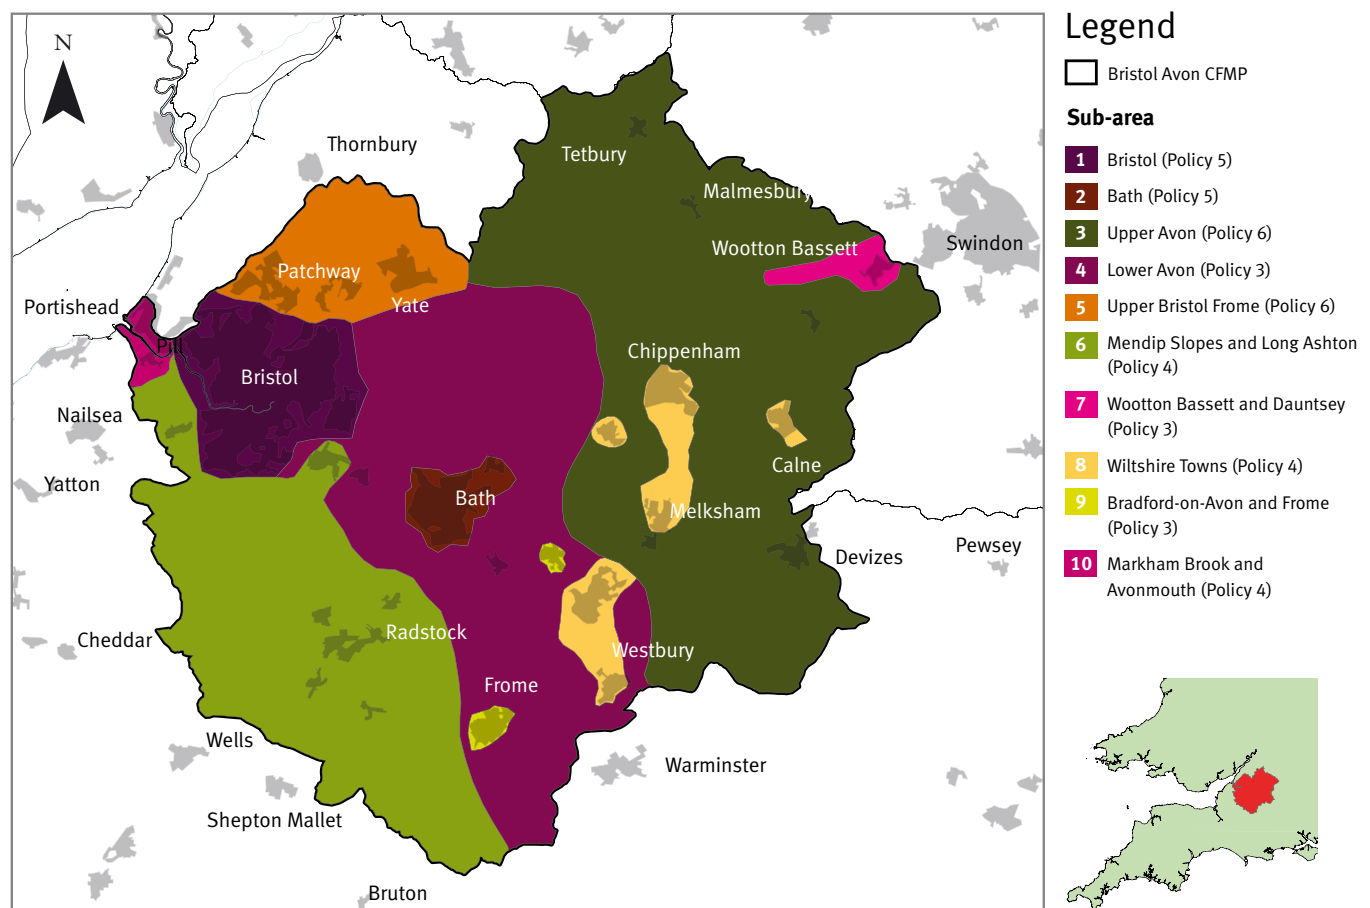 N
Thornbury
Tetbury
Malmesbury
Wootton Bassett
Swindon
Patchway
Yate
Portishead
Pill
Chippenham
Bristol
Nailsea
Calne
Yatton
Bath
Melksham
Devizes
Pewsey
Cheddar
Radstock
Westbury
Frome
Wells
Warminster
Shepton Mallet
Bruton
Legend
Bristol Avon CFMP
Sub-area
1 Bristol (Policy 5)
2 Bath (Policy 5)
3 Upper Avon (Policy 6)
4 Lower Avon (Policy 3)
5 Upper Bristol Frome (Policy 6)
6 Mendip Slopes and Long Ashton
(Policy 4)
7 Wootton Bassett and Dauntsey
(Policy 3)
8 Wiltshire Towns (Policy 4)
9 Bradford-on-Avon and Frome
(Policy 3)
10 Markham Brook and
Avonmouth (Policy 4)